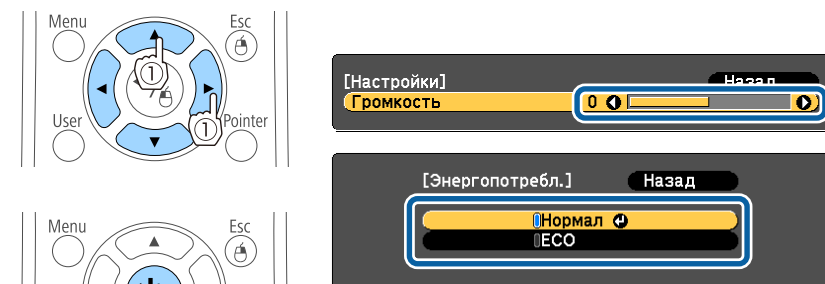 Menu
Esc
1
1
User
Pointer
[Настройки]
Назад
Громкость
0
[Энергопотребл.]
Назад
Нормал
ECO
Menu
Esc